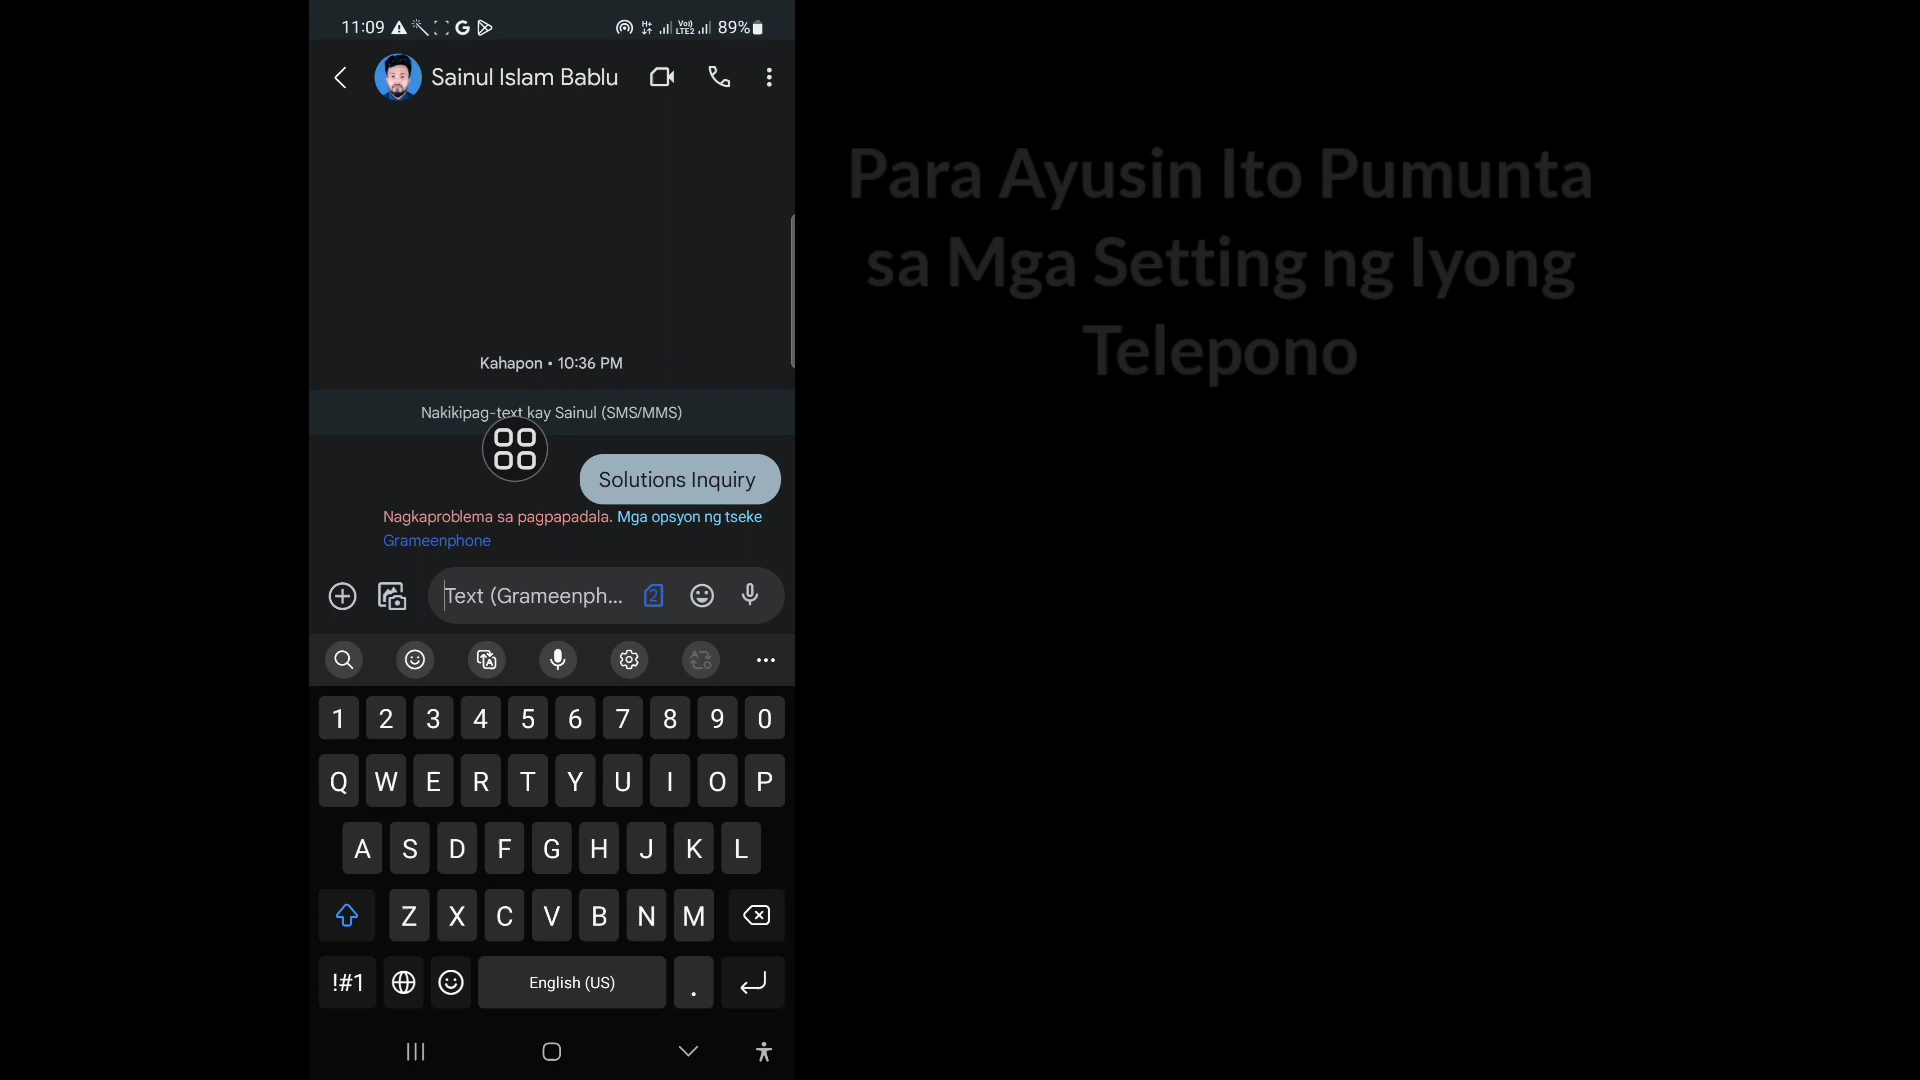 11:09
89%
Sainul Islam Bablu
Para Ayusin Ito Pumunta
sa Mga Setting ng Iyong
Telepono
Kahapon • 10:36 PM
Nakikipag-text kay Sainul (SMS/MMS)
Solutions Inquiry
Nagkaproblema sa pagpapadala. Mga opsyon ng tseke
Grameenphone
Text (Grameenph... 2
1 2 3 4 5 6 7 8 9 0
Q W E R T Y U I O P
A S D F G H J K L
Z X C V B N M
!#1 English (US) .